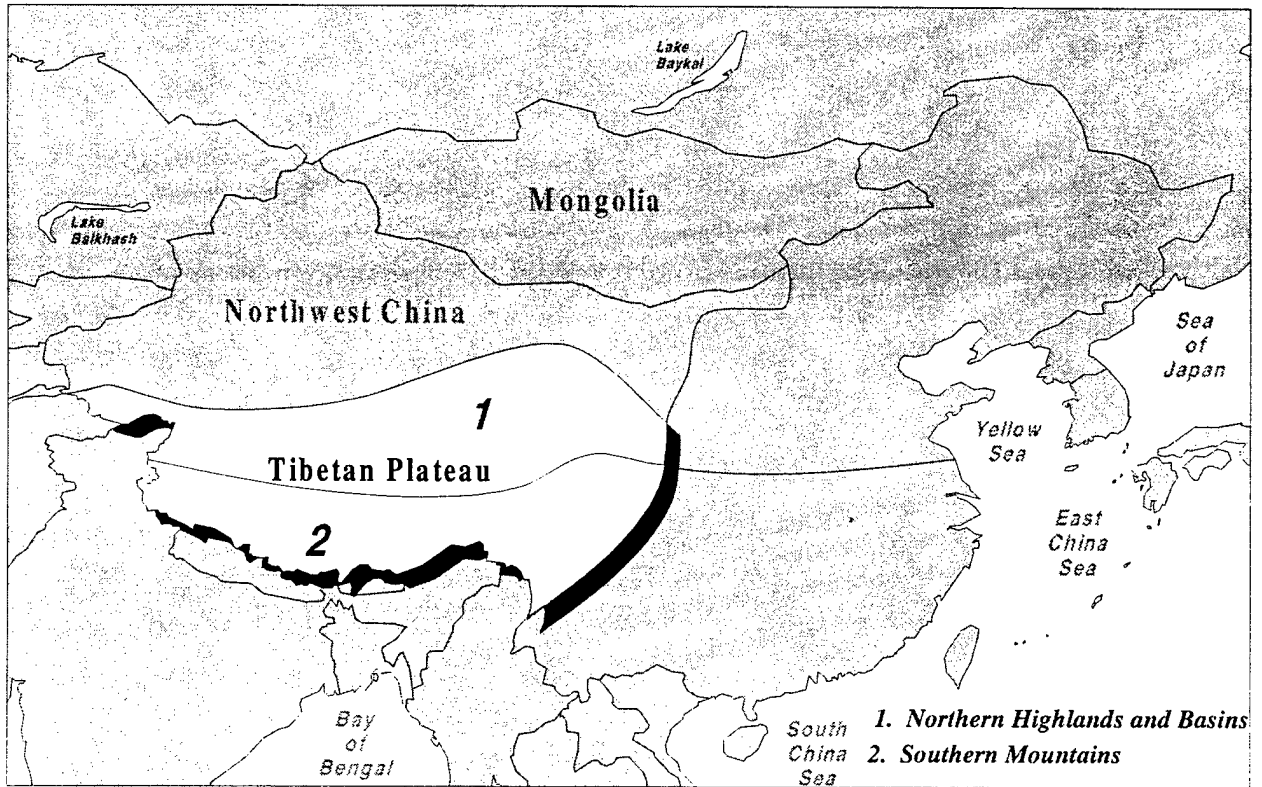 Lake
Baykal
Mongolia
Lake
Balkhash
Northwest China
Sea
of
Japan
1
Yellow
Sea
Tibetan Plateau
East
China
Sea
2
Bay
of
Bengal
South
China
Sea
1. Northern Highlands and Basins
2. Southern Mountains